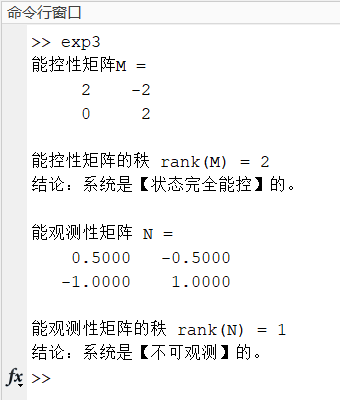 命令行窗口
>> exp3
能控性矩阵M =
2 -2
0 2
能控性矩阵的秩 rank(M) = 2
结论: 系统是【状态完全能控】的。
能观测性矩阵 N =
0.5000 -0.5000
-1.0000 1.0000
能观测性矩阵的秩 rank(N) = 1
结论: 系统是【不可观测】的。
fx >>